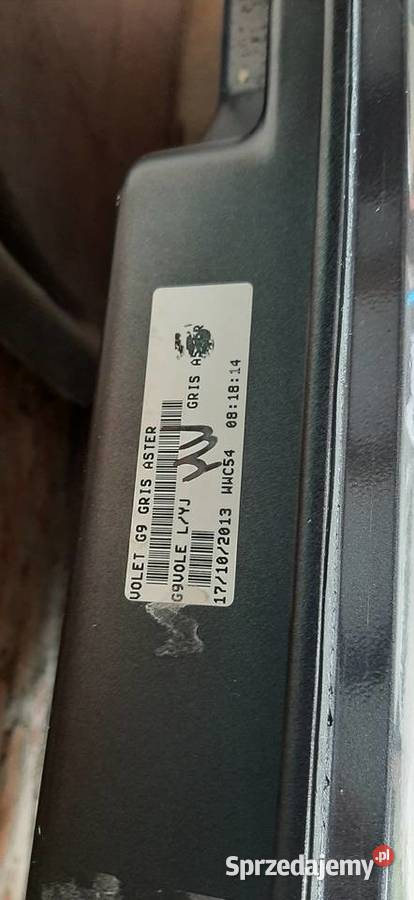 VOLET G9 GRIS ASTER
G9VOLE L/YJ GRIS ASTER
17/10/2013 WWC54 08:18:14
Sprzedajemy.pl